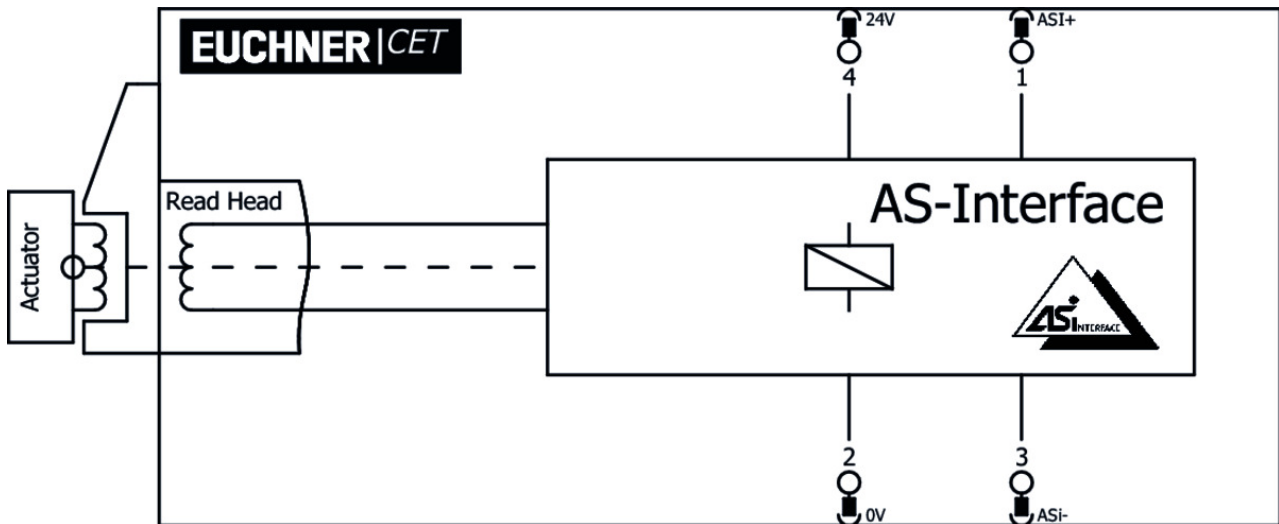 EUCHNER|CET
24V
ASI+
4
1
Read Head
AS-Interface
Actuator
ASi INTERFACE
2
3
0V
ASi-